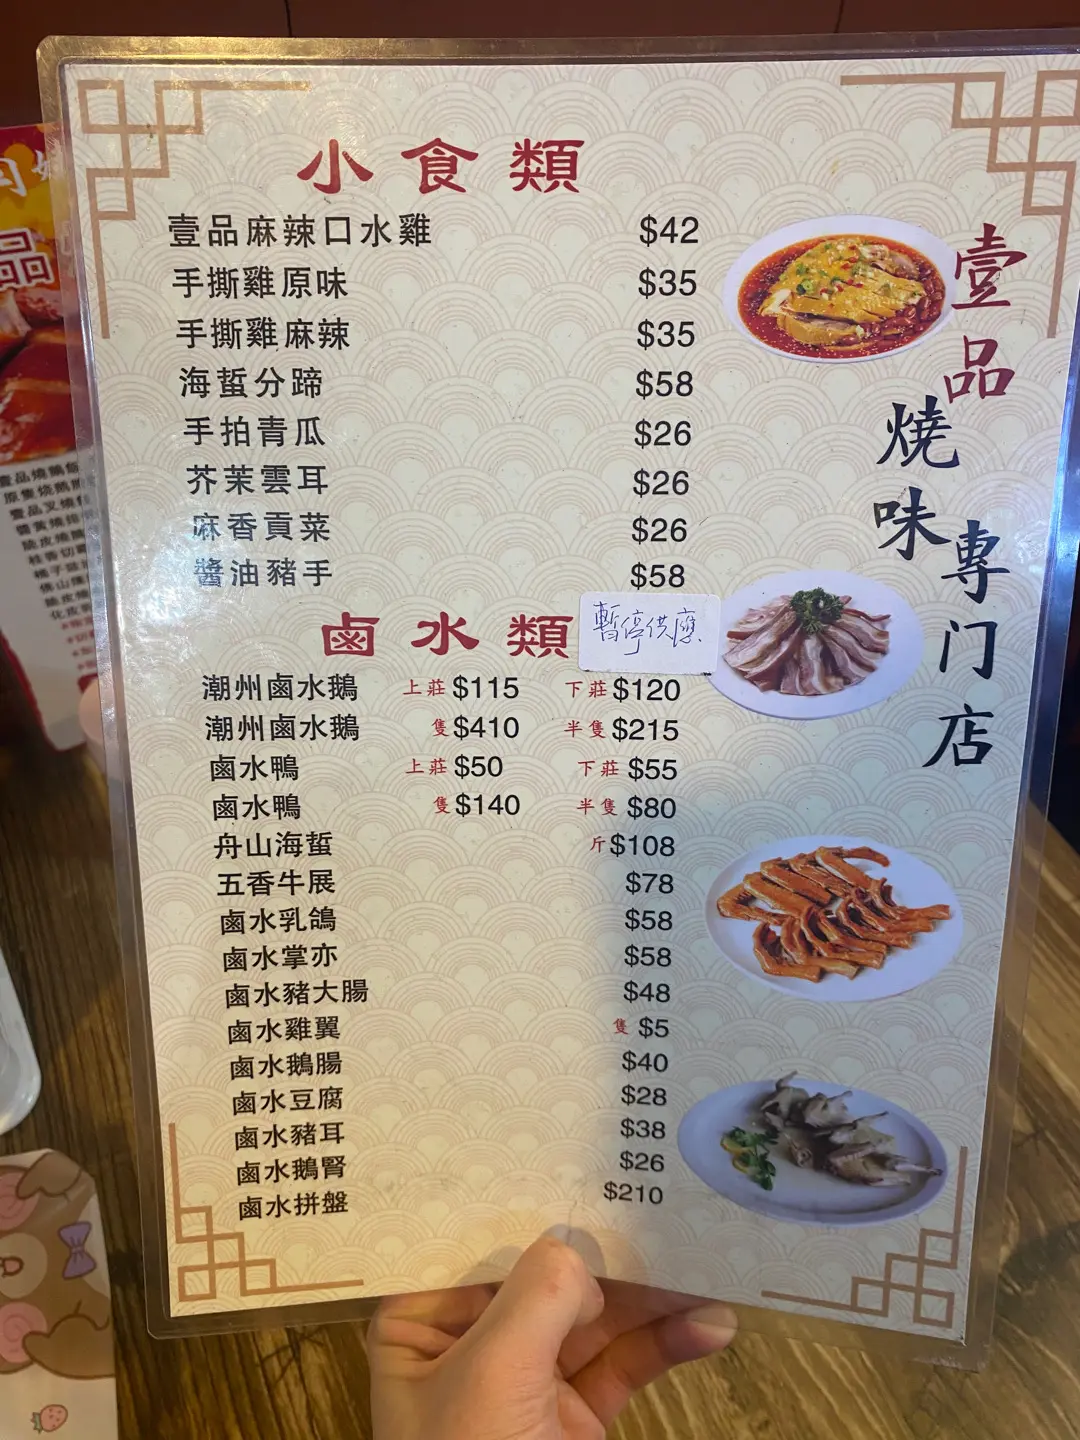 小食類
壹品麻辣口水雞 $42
手撕雞原味 $35
手撕雞麻辣 $35
海蜇分蹄 $58
手拍青瓜 $26
芥茉雲耳 $26
麻香貢菜 $26
醬油豬手 $58
鹵水類
暫停供應
潮州鹵水鵝 上莊 $115 下莊 $120
潮州鹵水鵝 隻 $410 半隻 $215
鹵水鴨 上莊 $50 下莊 $55
鹵水鴨 隻 $140 半隻 $80
舟山海蜇 斤 $108
五香牛展 $78
鹵水乳鴿 $58
鹵水掌亦 $58
鹵水豬大腸 $48
鹵水雞翼 隻 $5
鹵水鵝腸 $40
鹵水豆腐 $28
鹵水豬耳 $38
鹵水鵝腎 $26
鹵水拼盤 $210
壹品
燒味
專门店
品
壹品燒鵝飯